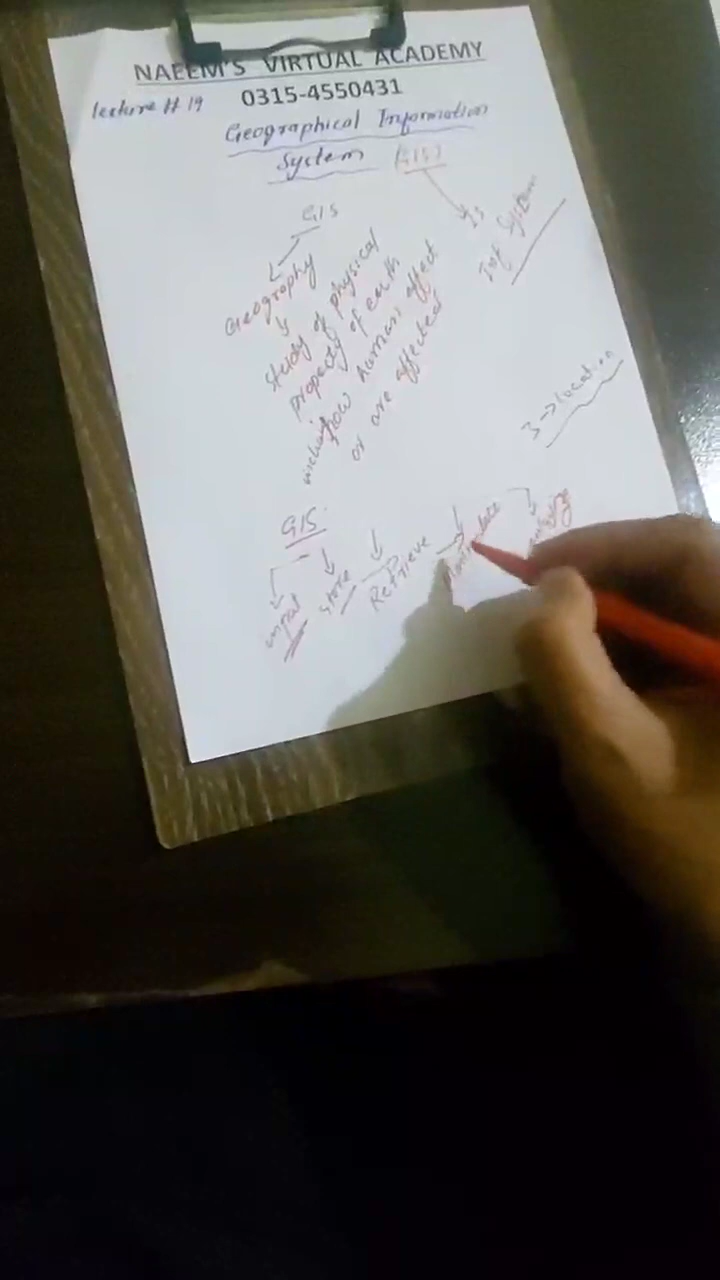 NAEEM'S VIRTUAL ACADEMY
lecture # 19
0315-4550431
Geographical Information
System (GIS)
GIS
Is
Inf System
Geography
study of physical
property of earth
how humans affect
or are affected
3→location
GIS
input
store
Retrieve